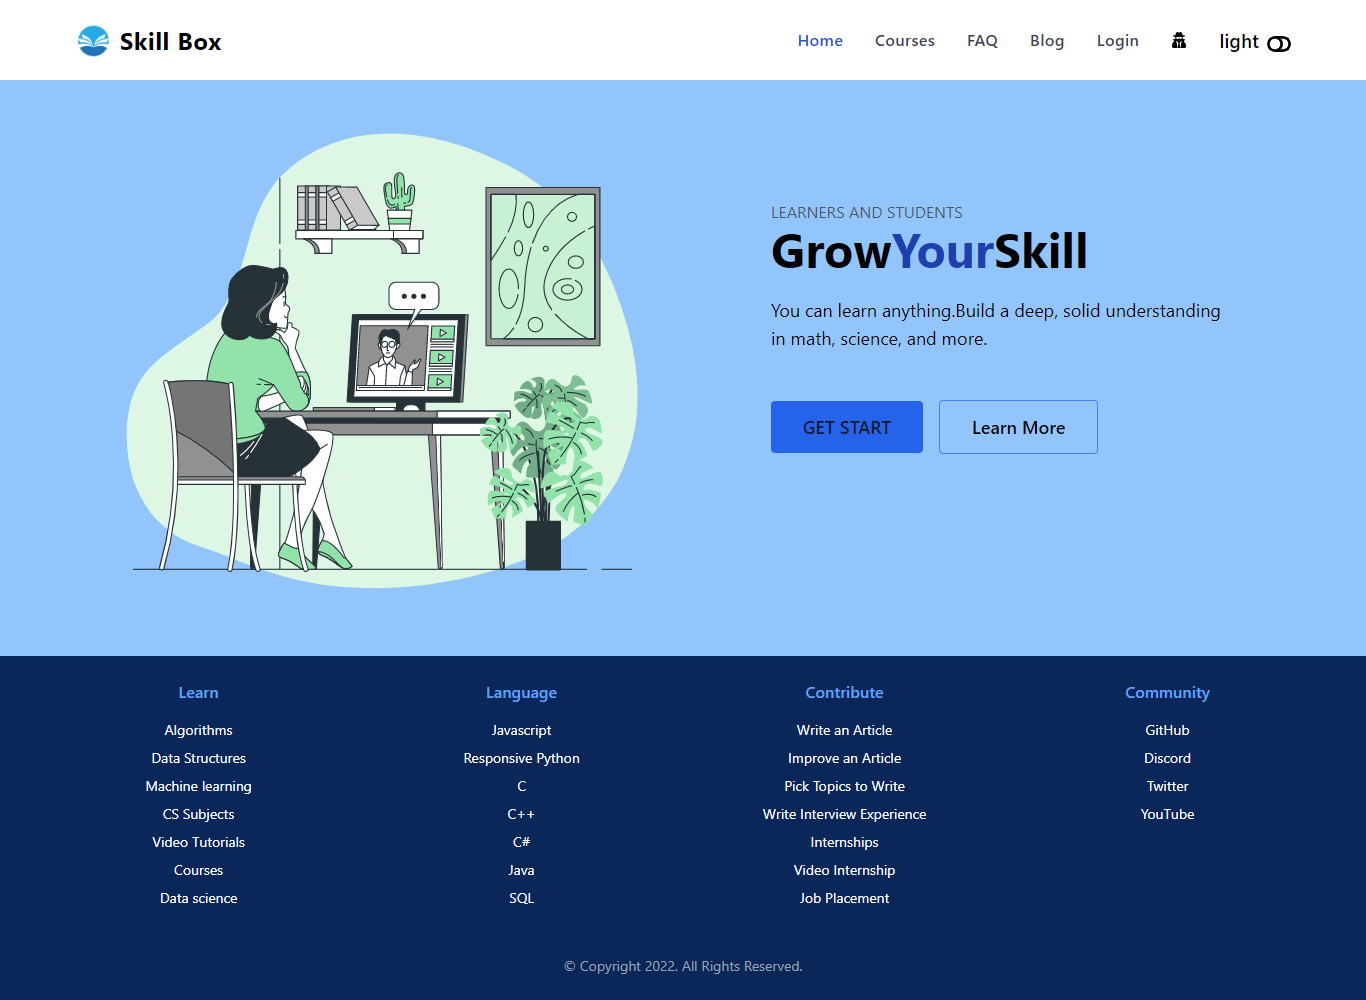 Skill Box
Home Courses FAQ Blog Login light
LEARNERS AND STUDENTS
GrowYourSkill
You can learn anything.Build a deep, solid understanding
in math, science, and more.
GET START Learn More
Learn
Algorithms
Data Structures
Machine learning
CS Subjects
Video Tutorials
Courses
Data science
Language
Javascript
Responsive Python
C
C++
C#
Java
SQL
Contribute
Write an Article
Improve an Article
Pick Topics to Write
Write Interview Experience
Internships
Video Internship
Job Placement
Community
GitHub
Discord
Twitter
YouTube
© Copyright 2022. All Rights Reserved.